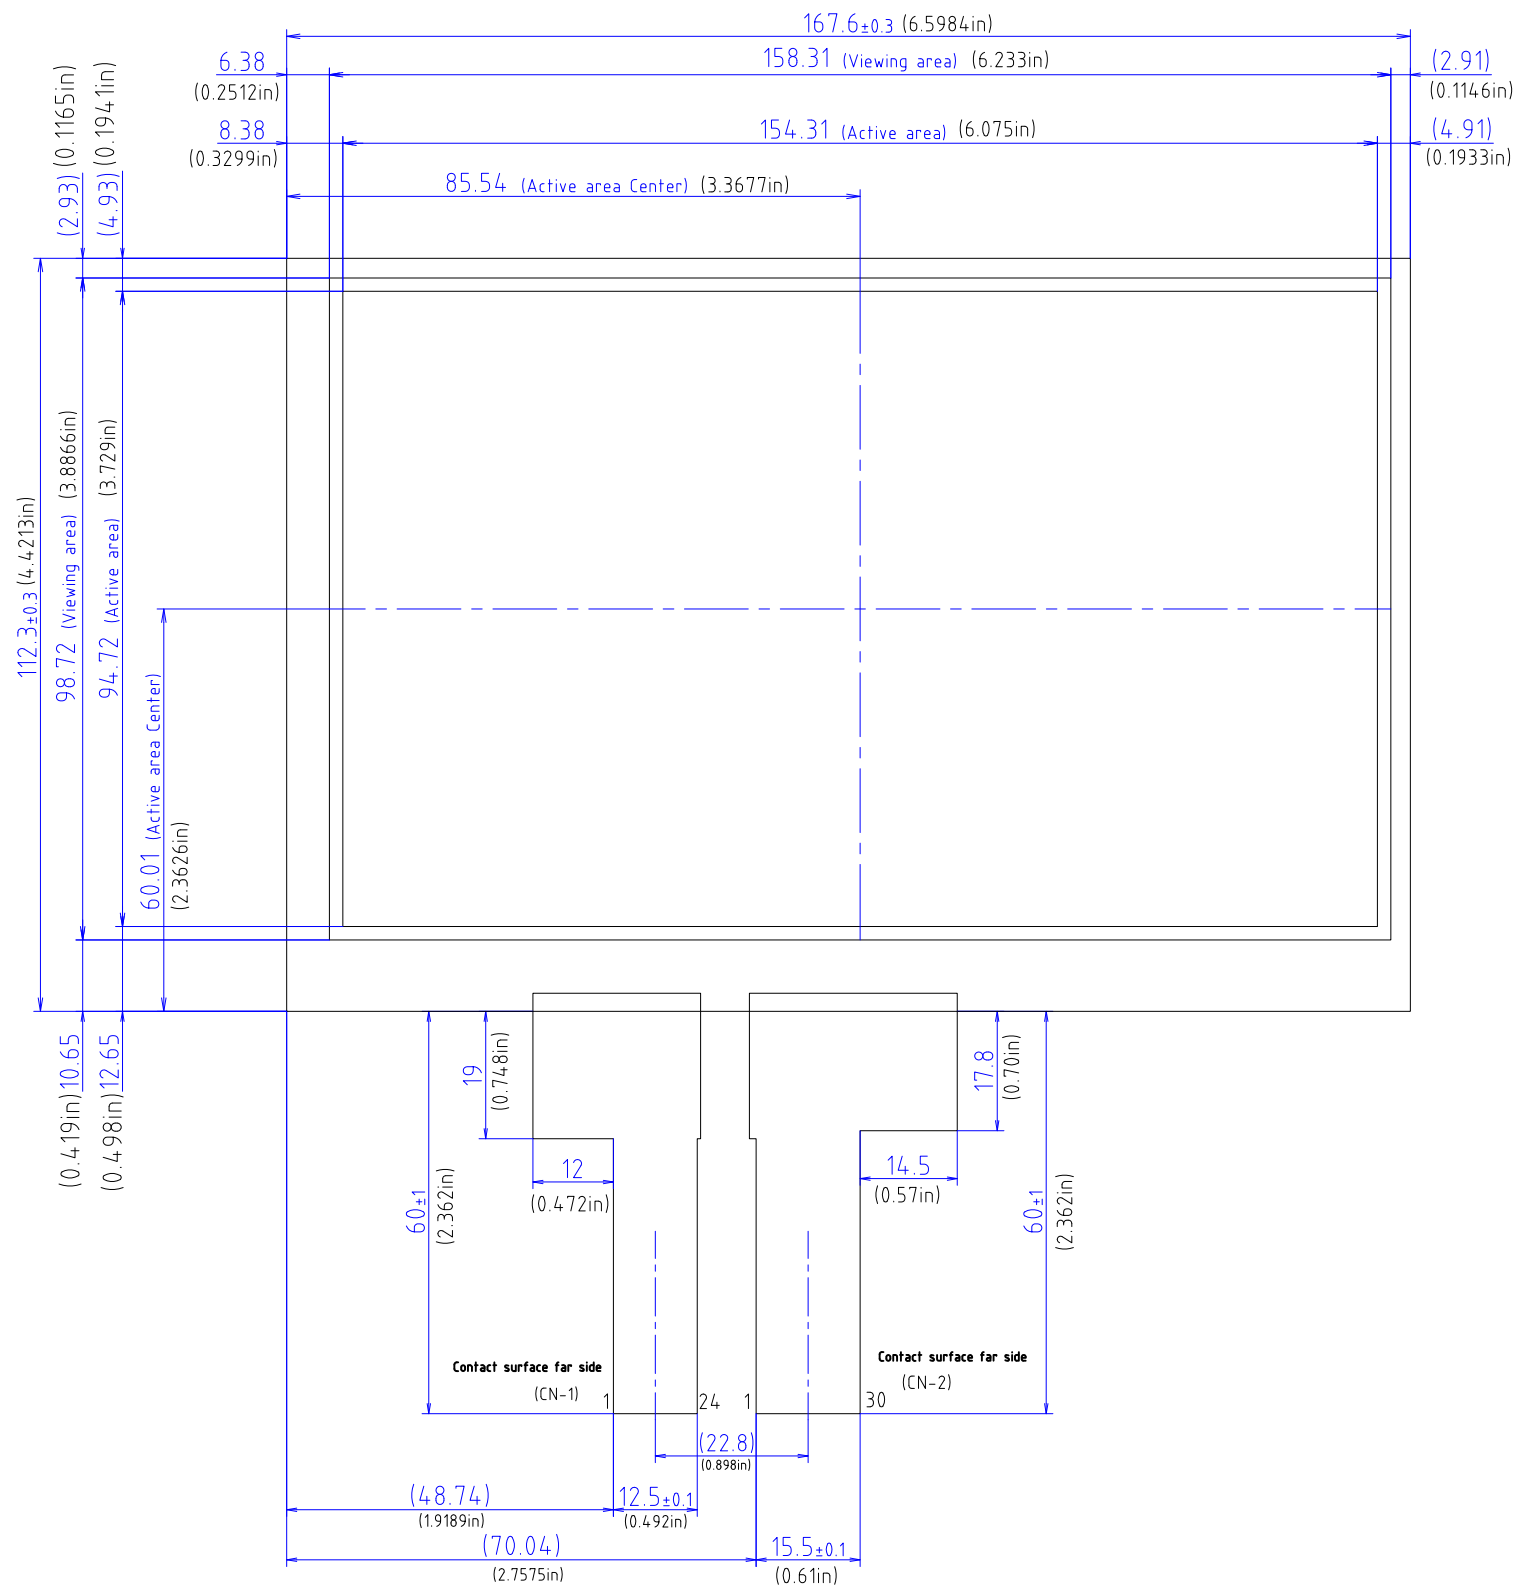 167.6±0.3 (6.5984in)
6.38
158.31 (Viewing area) (6.233in)
(2.91)
(0.2512in)
(0.1146in)
8.38
154.31 (Active area) (6.075in)
(4.91)
(0.3299in)
(0.1933in)
85.54 (Active area Center) (3.3677in)
(2.93) (0.1165in)
(4.93) (0.1941in)
112.3±0.3 (4.4213in)
98.72 (Viewing area) (3.8866in)
94.72 (Active area) (3.729in)
60.01 (Active area Center)
(2.3626in)
(0.419in) 10.65
(0.498in) 12.65
19
(0.748in)
17.8
(0.70in)
12
(0.472in)
14.5
(0.57in)
60±1
(2.362in)
60±1
(2.362in)
Contact surface far side
(CN-1)
Contact surface far side
(CN-2)
1
24
1
30
(22.8)
(0.898in)
(48.74)
(1.9189in)
12.5±0.1
(0.492in)
(70.04)
(2.7575in)
15.5±0.1
(0.61in)